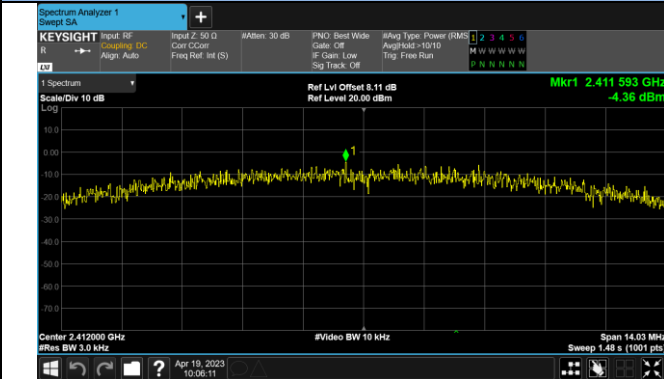 Spectrum Analyzer 1
Swept SA
KEYSIGHT
R
LXI
Input: RF
Coupling: DC
Align: Auto
Input Z: 50 Ω
Corr CCorr
Freq Ref: Int (S)
#Atten: 30 dB
PNO: Best Wide
Gate: Off
IF Gain: Low
Sig Track: Off
#Avg Type: Power (RMS
Avg|Hold:>10/10
Trig: Free Run
1 2 3 4 5 6
M W W W W W
P N N N N N
1 Spectrum
Scale/Div 10 dB
Ref Lvl Offset 8.11 dB
Ref Level 20.00 dBm
Mkr1 2.411 593 GHz
-4.36 dBm
Log
10.0
0.00
1
-10.0
-20.0
-30.0
-40.0
-50.0
-60.0
-70.0
Center 2.412000 GHz
#Video BW 10 kHz
Span 14.03 MHz
#Res BW 3.0 kHz
Sweep 1.48 s (1001 pts)
?
Apr 19, 2023
10:06:11